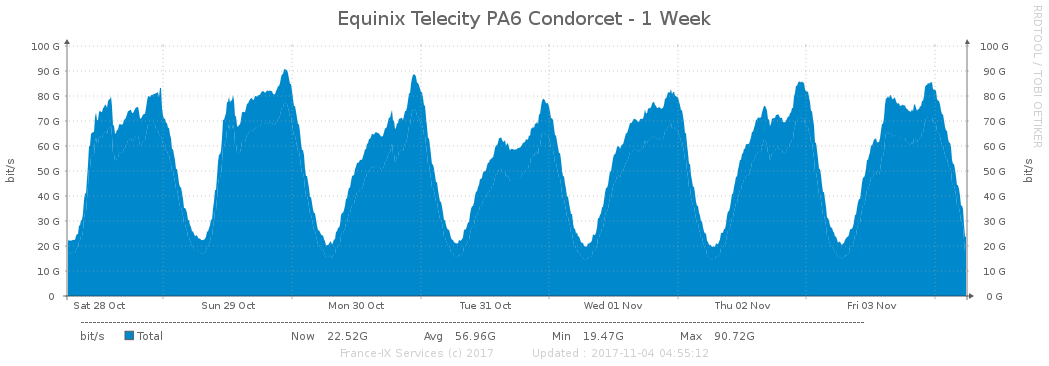 Equinix Telecity PA6 Condorcet - 1 Week
RRDTOOL / TOBI OETIKER
100 G 100 G
90 G 90 G
80 G 80 G
70 G 70 G
60 G 60 G
50 G 50 G
40 G 40 G
30 G 30 G
20 G 20 G
10 G 10 G
0 0 G
bit/s bit/s
Sat 28 Oct Sun 29 Oct Mon 30 Oct Tue 31 Oct Wed 01 Nov Thu 02 Nov Fri 03 Nov
bit/s Total Now 22.52G Avg 56.96G Min 19.47G Max 90.72G
France-IX Services (c) 2017 Updated : 2017-11-04 04:55:12